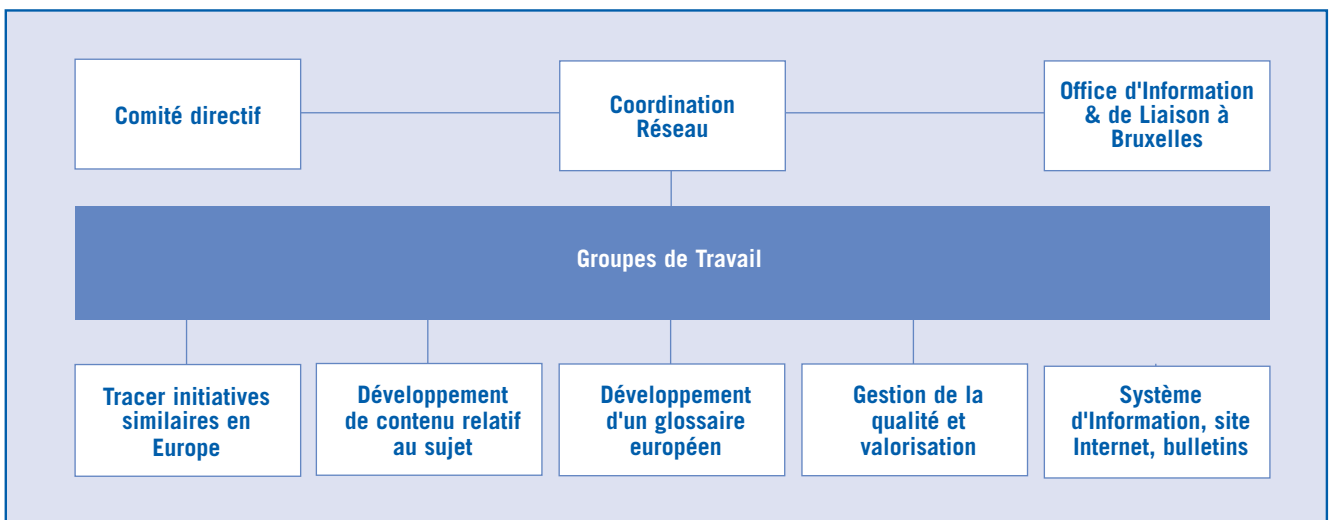 Comité directif
Coordination
Réseau
Office d'Information
& de Liaison à
Bruxelles
Groupes de Travail
Tracer initiatives
similaires en
Europe
Développement
de contenu relatif
au sujet
Développement
d'un glossaire
européen
Gestion de la
qualité et
valorisation
Système
d'Information, site
Internet, bulletins